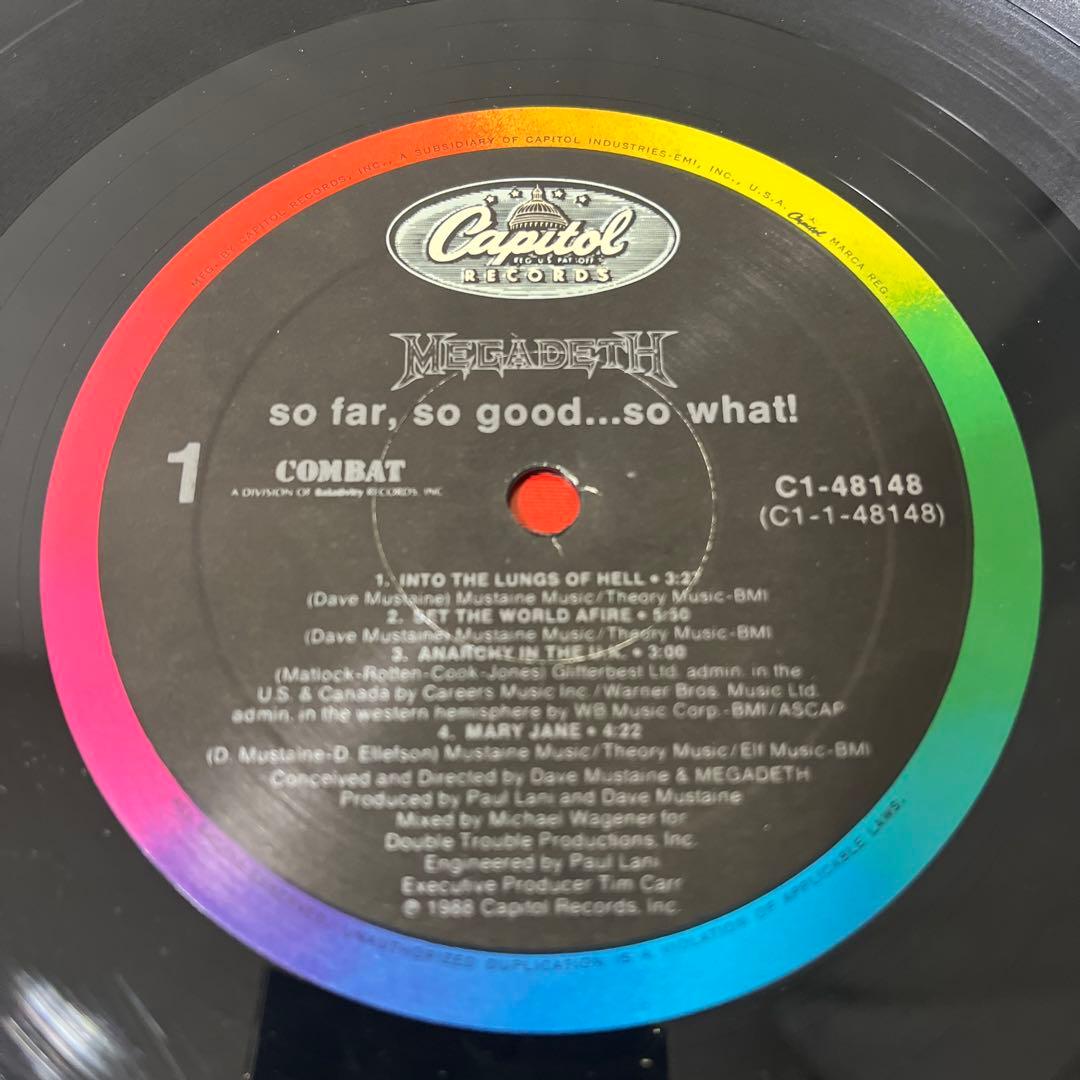 MFG. BY CAPITOL RECORDS, INC., A SUBSIDIARY OF CAPITOL INDUSTRIES-EMI, INC., U.S.A. Capitol MARCA REG.
Capitol
REG U S PAT OFF
RECORDS
MEGADETH
so far, so good...so what!
1
COMBAT
A DIVISION OF Relativity RECORDS, INC
C1-48148
(C1-1-48148)
1. INTO THE LUNGS OF HELL • 3:2
(Dave Mustaine) Mustaine Music/Theory Music-BMI
2. SET THE WORLD AFIRE • 5:50
(Dave Mustaine) Mustaine Music/Theory Music-BMI
3. ANARCHY IN THE U.K. • 3:00
(Matlock-Rotten-Cook-Jones) Glitterbest Ltd. admin. in the
U.S. & Canada by Careers Music Inc./Warner Bros. Music Ltd.
admin. in the western hemisphere by WB Music Corp.-BMI/ASCAP
4. MARY JANE • 4:22
(D. Mustaine-D. Ellefson) Mustaine Music/Theory Music/Elf Music-BMI
Conceived and Directed by Dave Mustaine & MEGADETH
Produced by Paul Lani and Dave Mustaine
Mixed by Michael Wagener for
Double Trouble Productions, Inc.
Engineered by Paul Lani
Executive Producer Tim Carr
℗ 1988 Capitol Records, Inc.
UNAUTHORIZED DUPLICATION IS A VIOLATION OF APPLICABLE LAWS.